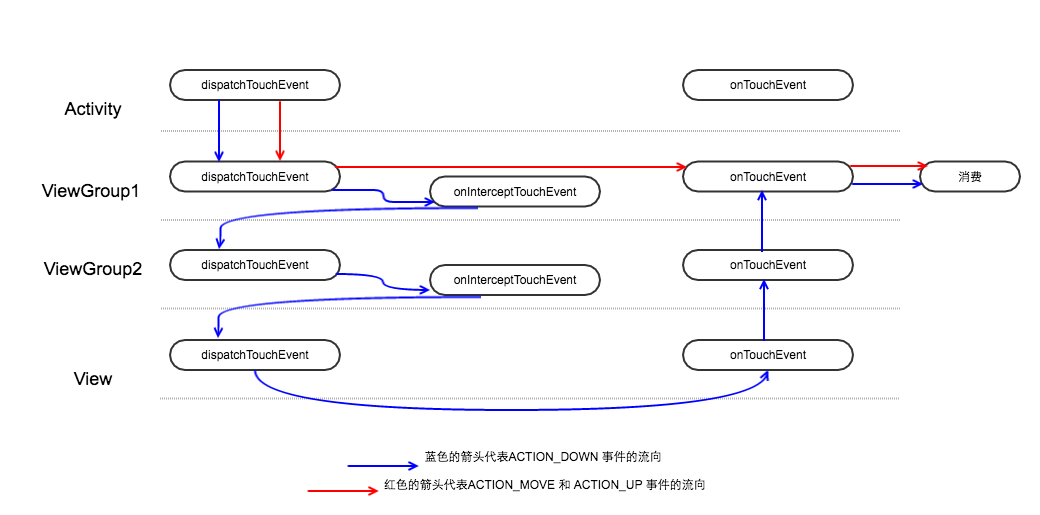 dispatchTouchEvent
onTouchEvent
Activity
dispatchTouchEvent
onTouchEvent
消费
ViewGroup1
onInterceptTouchEvent
dispatchTouchEvent
onTouchEvent
ViewGroup2
onInterceptTouchEvent
dispatchTouchEvent
onTouchEvent
View
蓝色的箭头代表ACTION_DOWN 事件的流向
红色的箭头代表ACTION_MOVE 和 ACTION_UP 事件的流向